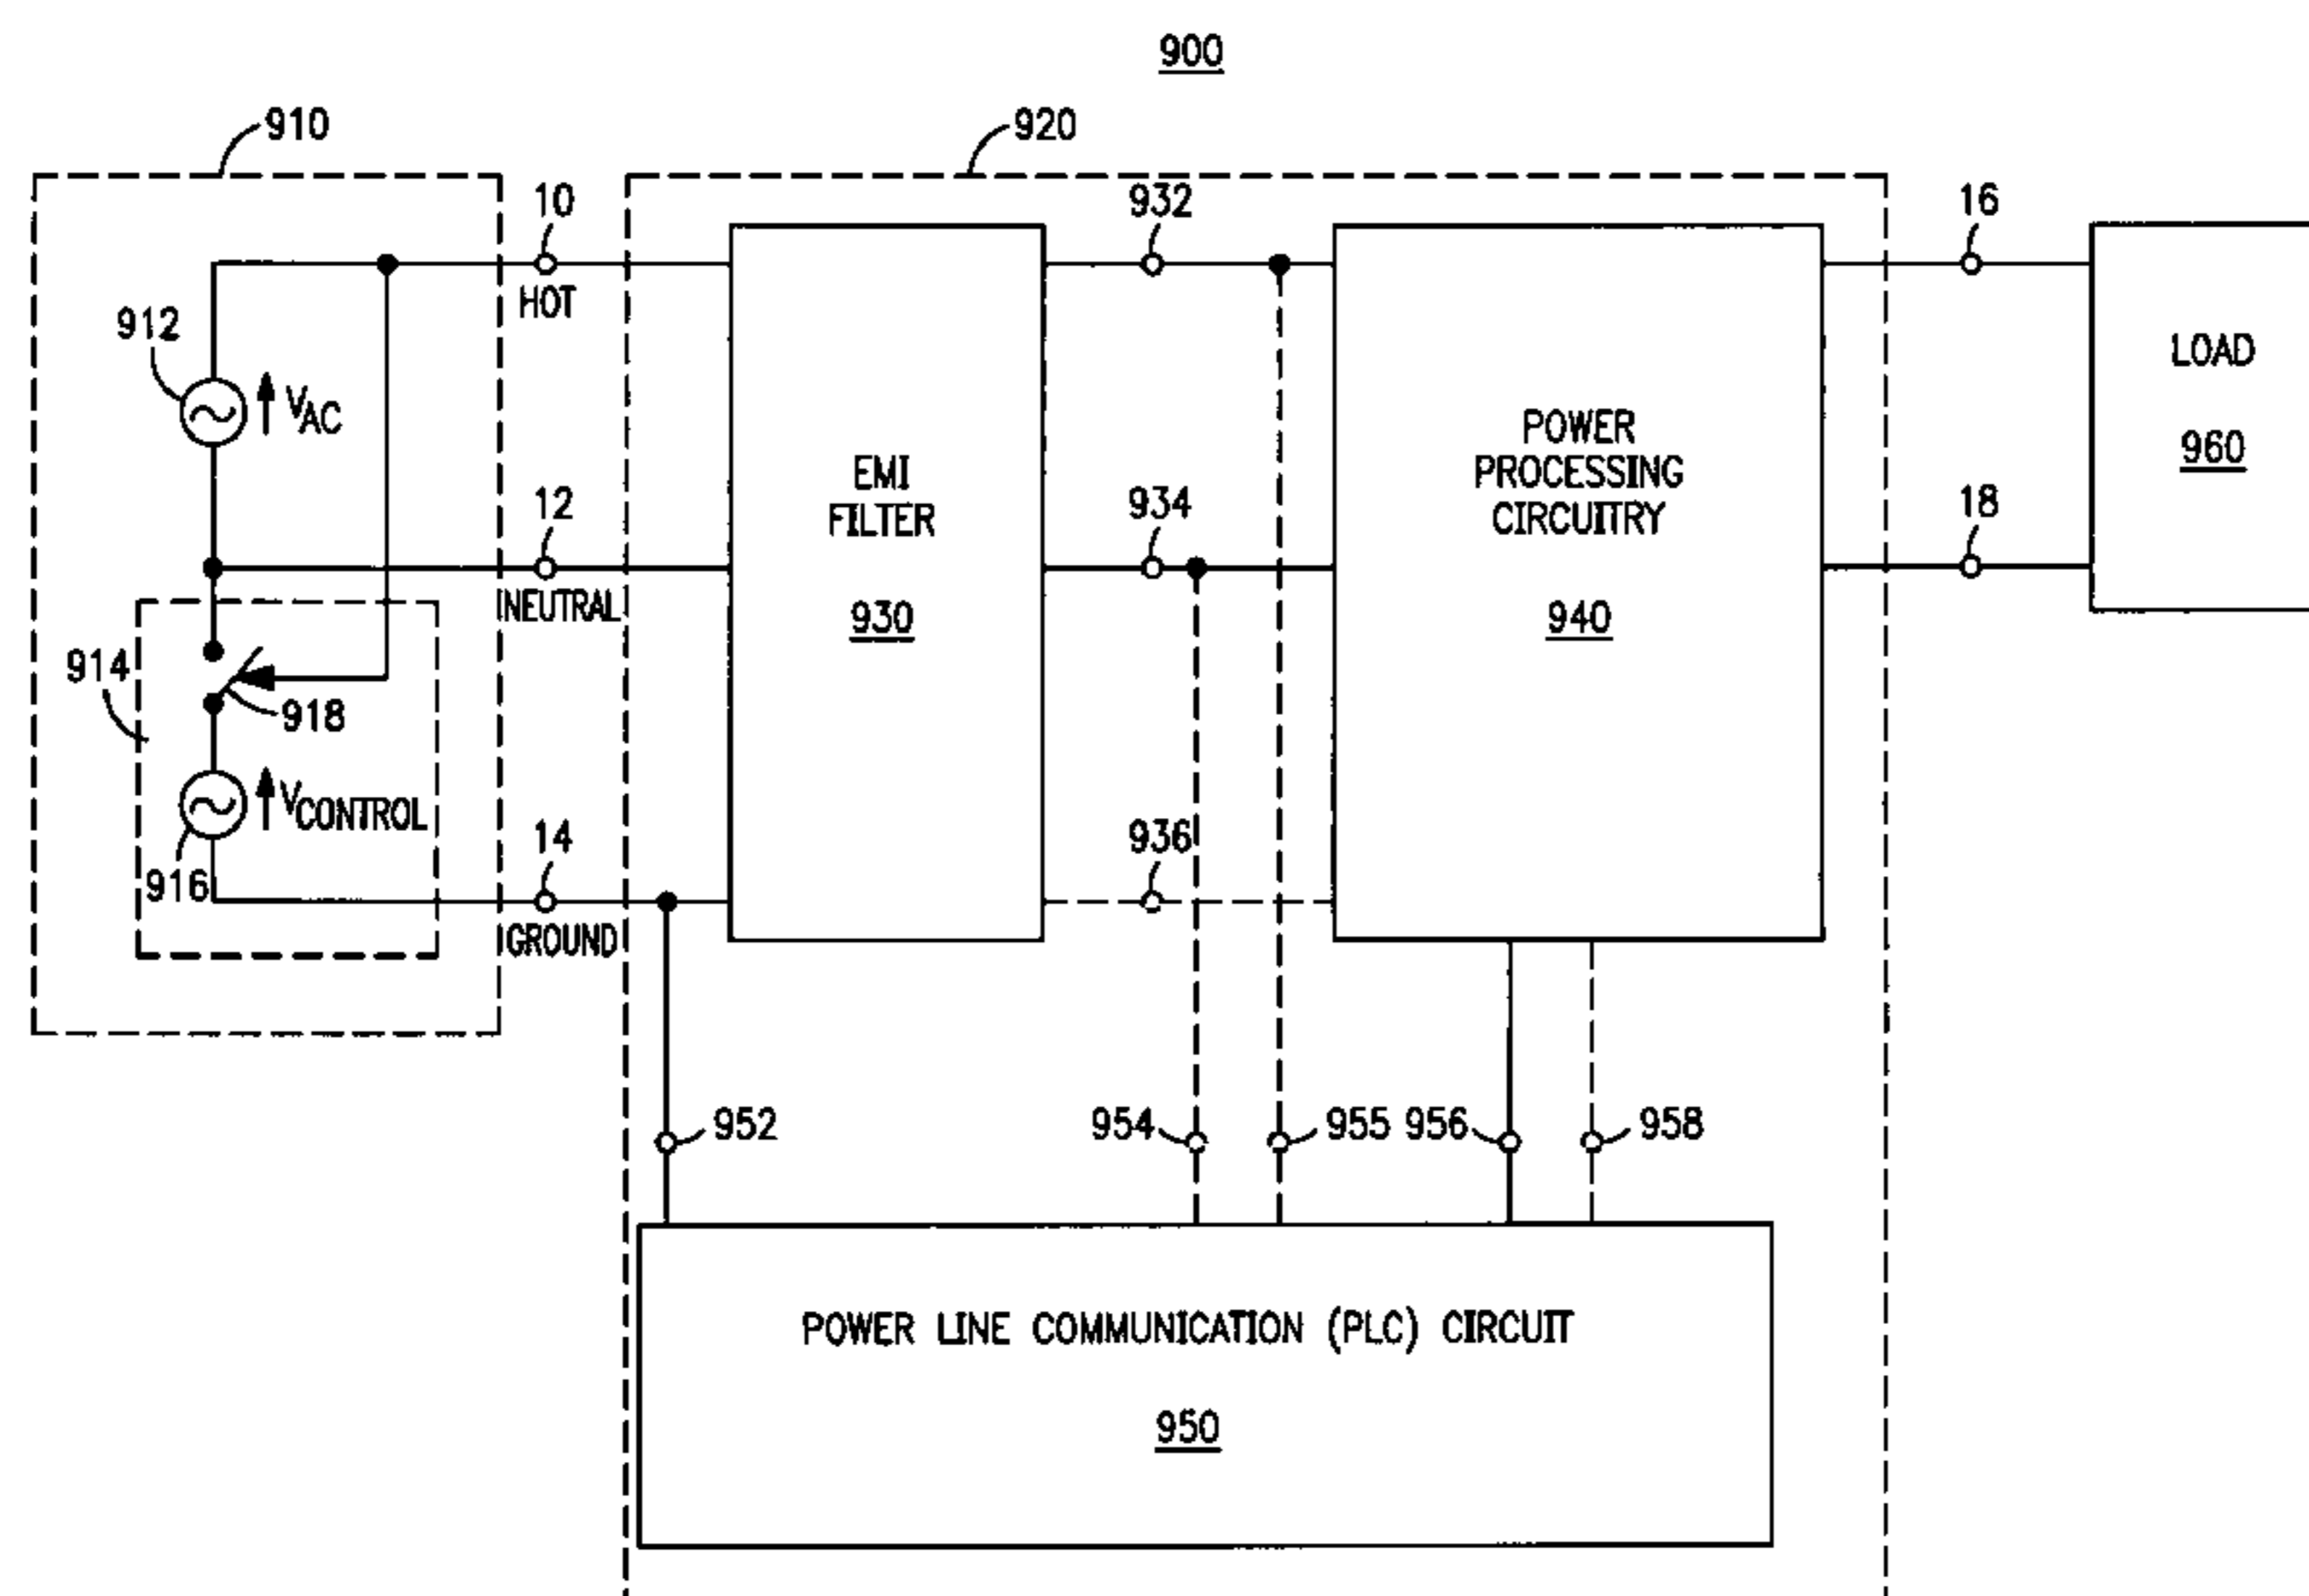 900
910
920
10
932
16
HOT
912
VAC
LOAD
960
POWER
PROCESSING
CIRCUITRY
940
EMI
FILTER
930
12
934
18
NEUTRAL
914
918
VCONTROL
916
14
936
GROUND
952
954
955
956
958
POWER LINE COMMUNICATION (PLC) CIRCUIT
950